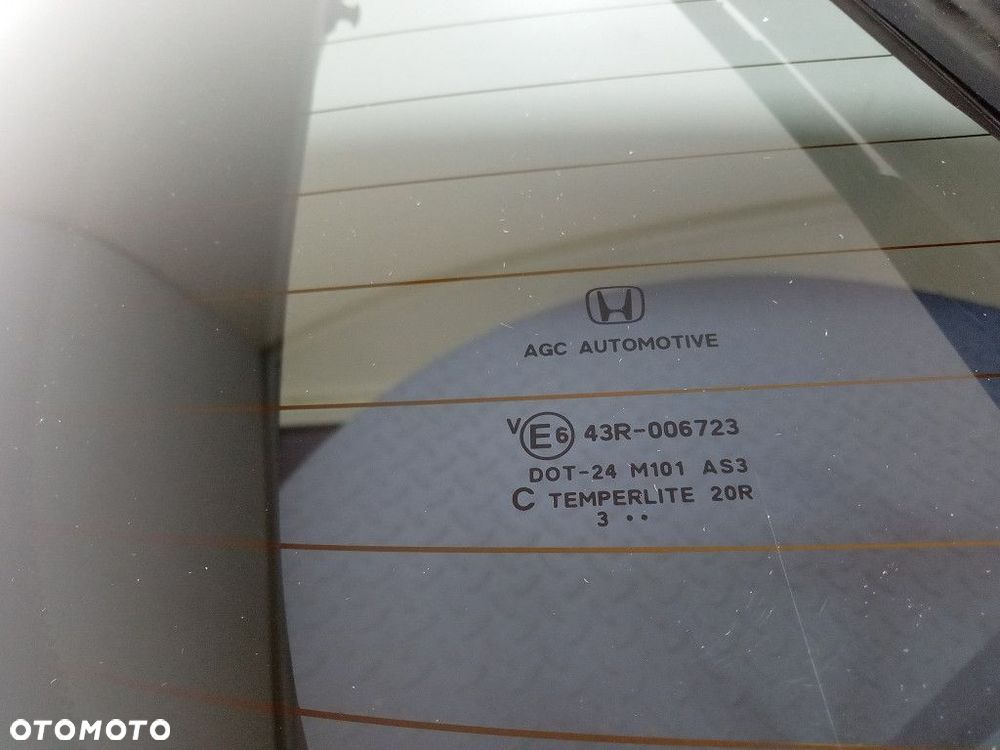 AGC AUTOMOTIVE
V E6 43R-006723
DOT-24 M101 AS3
C TEMPERLITE 20R
3 ••
OTOMOTO